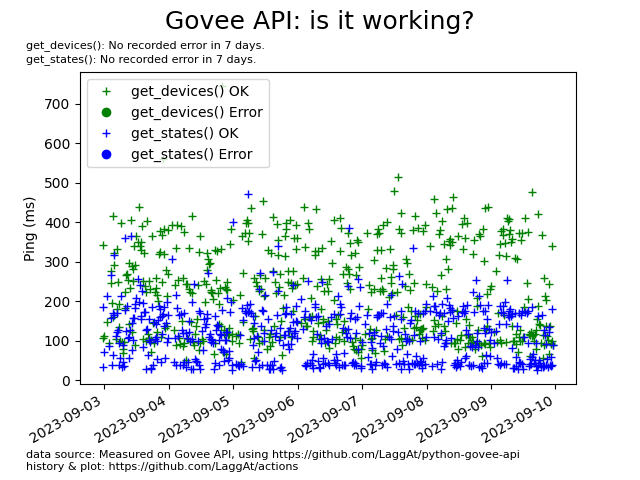 Govee API: is it working?
get_devices(): No recorded error in 7 days.
get_states(): No recorded error in 7 days.
get_devices() OK
get_devices() Error
get_states() OK
get_states() Error
Ping (ms)
700
600
500
400
300
200
100
0
2023-09-03
2023-09-04
2023-09-05
2023-09-06
2023-09-07
2023-09-08
2023-09-09
2023-09-10
data source: Measured on Govee API, using https://github.com/LaggAt/python-govee-api
history & plot: https://github.com/LaggAt/actions